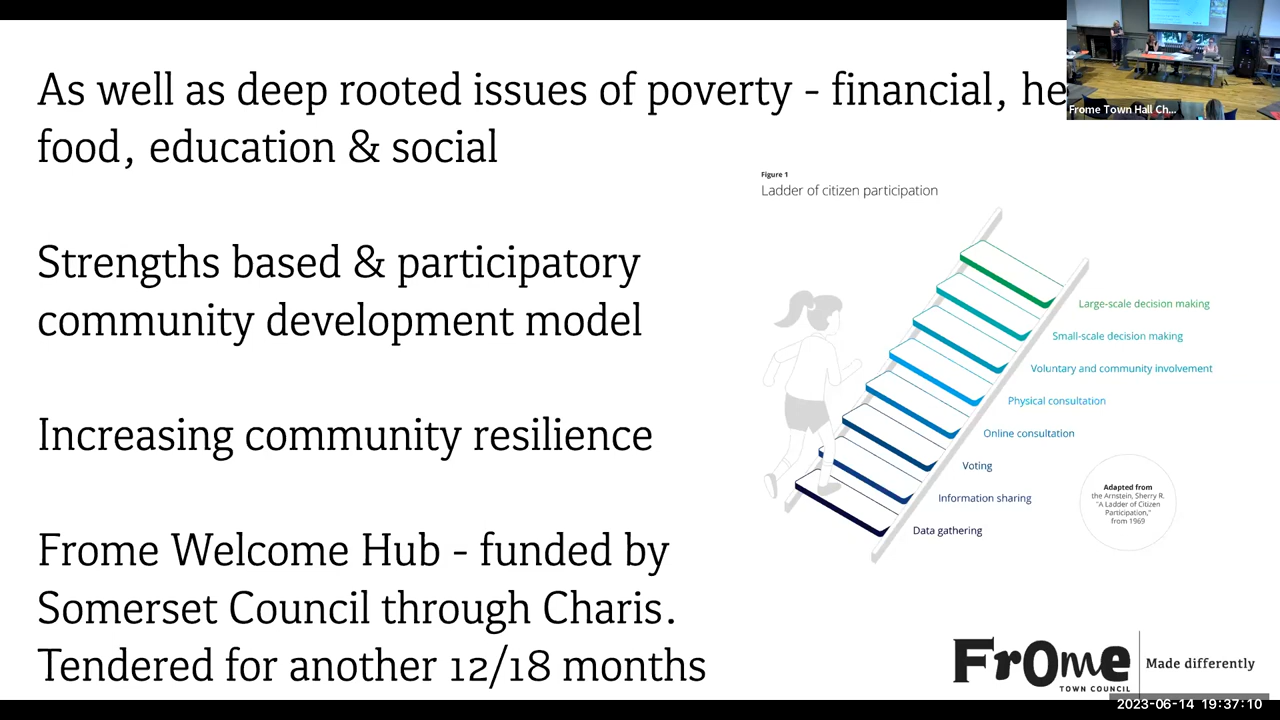 As well as deep rooted issues of poverty - financial, he
food, education & social
Strengths based & participatory
community development model
Increasing community resilience
Frome Welcome Hub - funded by
Somerset Council through Charis.
Tendered for another 12/18 months
Figure 1
Ladder of citizen participation
Large-scale decision making
Small-scale decision making
Voluntary and community involvement
Physical consultation
Online consultation
Voting
Information sharing
Data gathering
Adapted from
the Arnstein, Sherry R.
"A Ladder of Citizen
Participation,"
from 1969
Frome
TOWN COUNCIL
Made differently
Frome Town Hall Ch...
2023-06-14 19:37:10